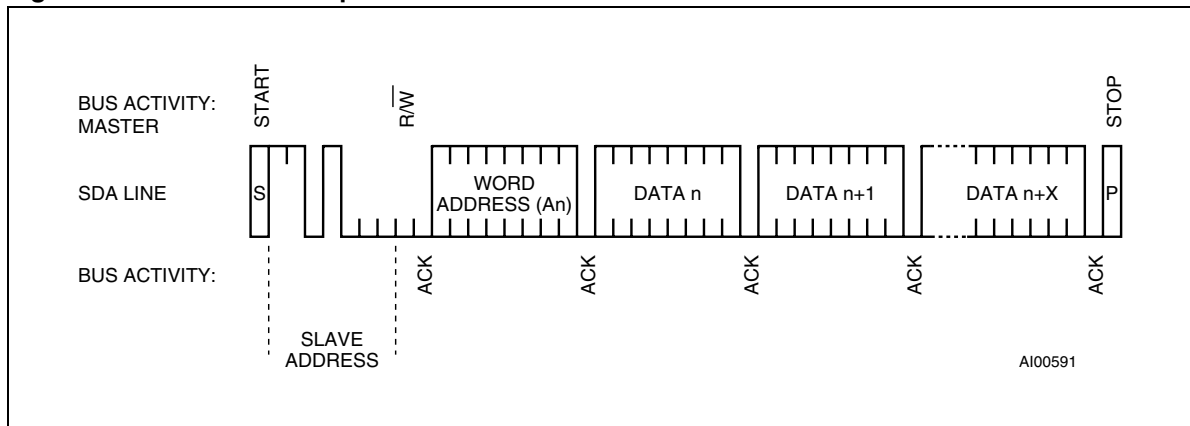 BUS ACTIVITY:
MASTER
START
R/W
STOP
SDA LINE
S
WORD
ADDRESS (An)
DATA n
DATA n+1
DATA n+X
P
BUS ACTIVITY:
ACK
ACK
ACK
ACK
ACK
SLAVE
ADDRESS
AI00591